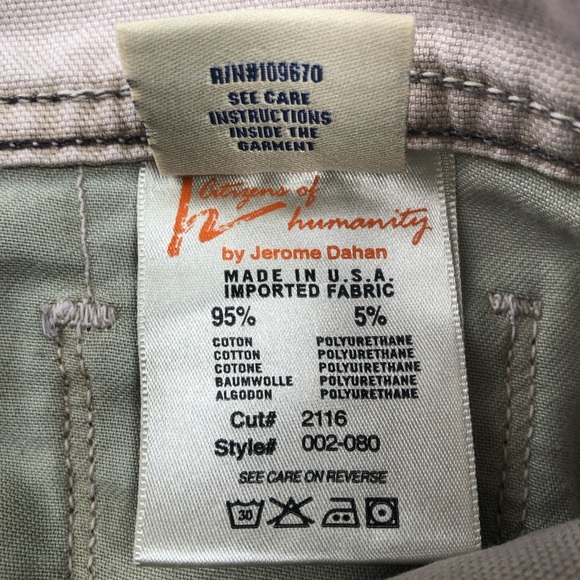 R/N#109670
SEE CARE
INSTRUCTIONS
INSIDE THE
GARMENT
Citizens of
humanity
by Jerome Dahan
MADE IN U.S.A.
IMPORTED FABRIC
95% 5%
COTON POLYURETHANE
COTTON POLYURETHANE
COTONE POLYUIRETHANE
BAUMWOLLE POLYURETHANE
ALGODON POLYURETHANE
Cut# 2116
Style# 002-080
SEE CARE ON REVERSE
30